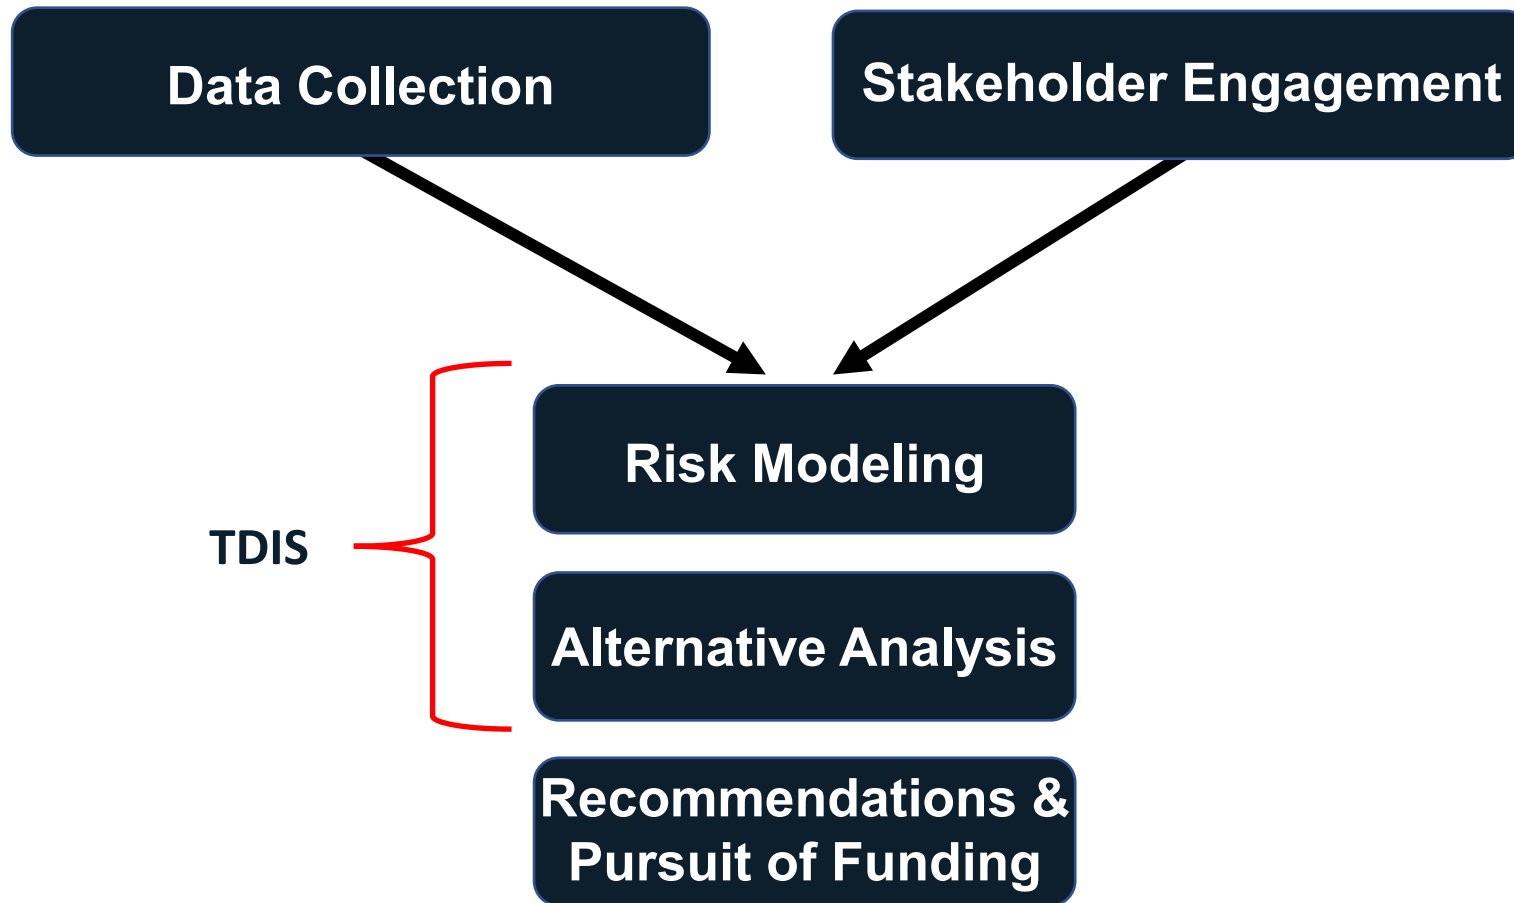 Data Collection
Stakeholder Engagement
Risk Modeling
TDIS
Alternative Analysis
Recommendations &
Pursuit of Funding